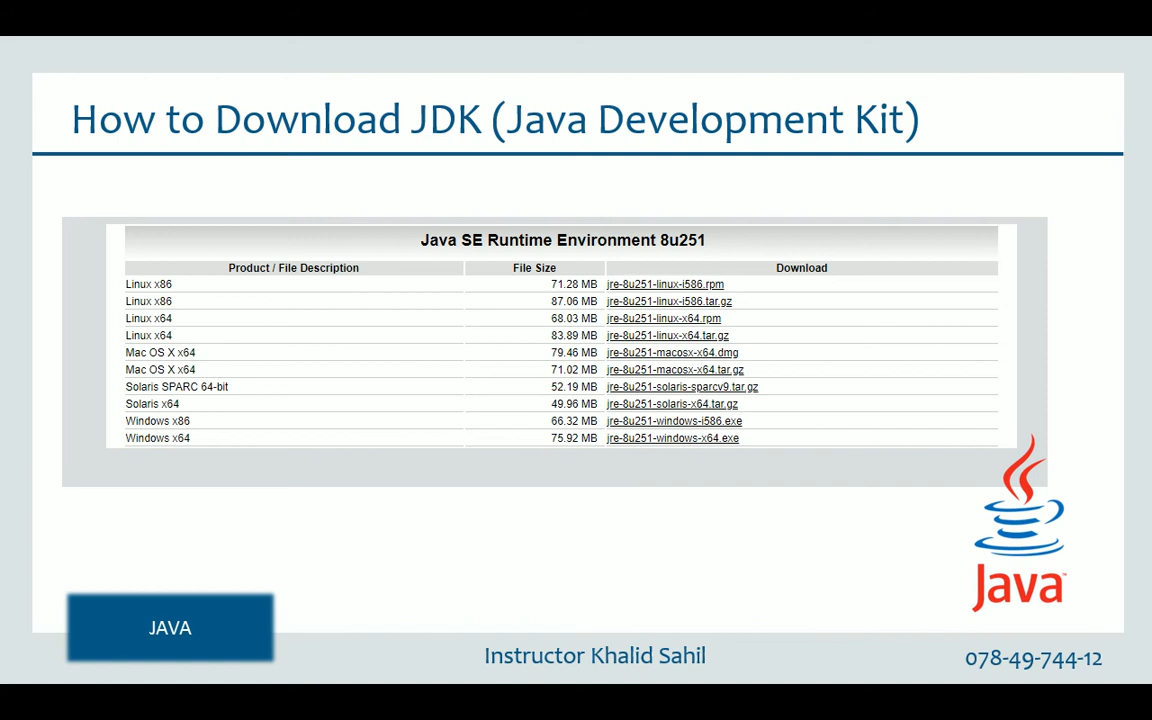 How to Download JDK (Java Development Kit)
Java SE Runtime Environment 8u251
Product / File Description File Size Download
Linux x86 71.28 MB jre-8u251-linux-i586.rpm
Linux x86 87.06 MB jre-8u251-linux-i586.tar.gz
Linux x64 68.03 MB jre-8u251-linux-x64.rpm
Linux x64 83.89 MB jre-8u251-linux-x64.tar.gz
Mac OS X x64 79.46 MB jre-8u251-macosx-x64.dmg
Mac OS X x64 71.02 MB jre-8u251-macosx-x64.tar.gz
Solaris SPARC 64-bit 52.19 MB jre-8u251-solaris-sparcv9.tar.gz
Solaris x64 49.96 MB jre-8u251-solaris-x64.tar.gz
Windows x86 66.32 MB jre-8u251-windows-i586.exe
Windows x64 75.92 MB jre-8u251-windows-x64.exe
Java™
JAVA
Instructor Khalid Sahil
078-49-744-12